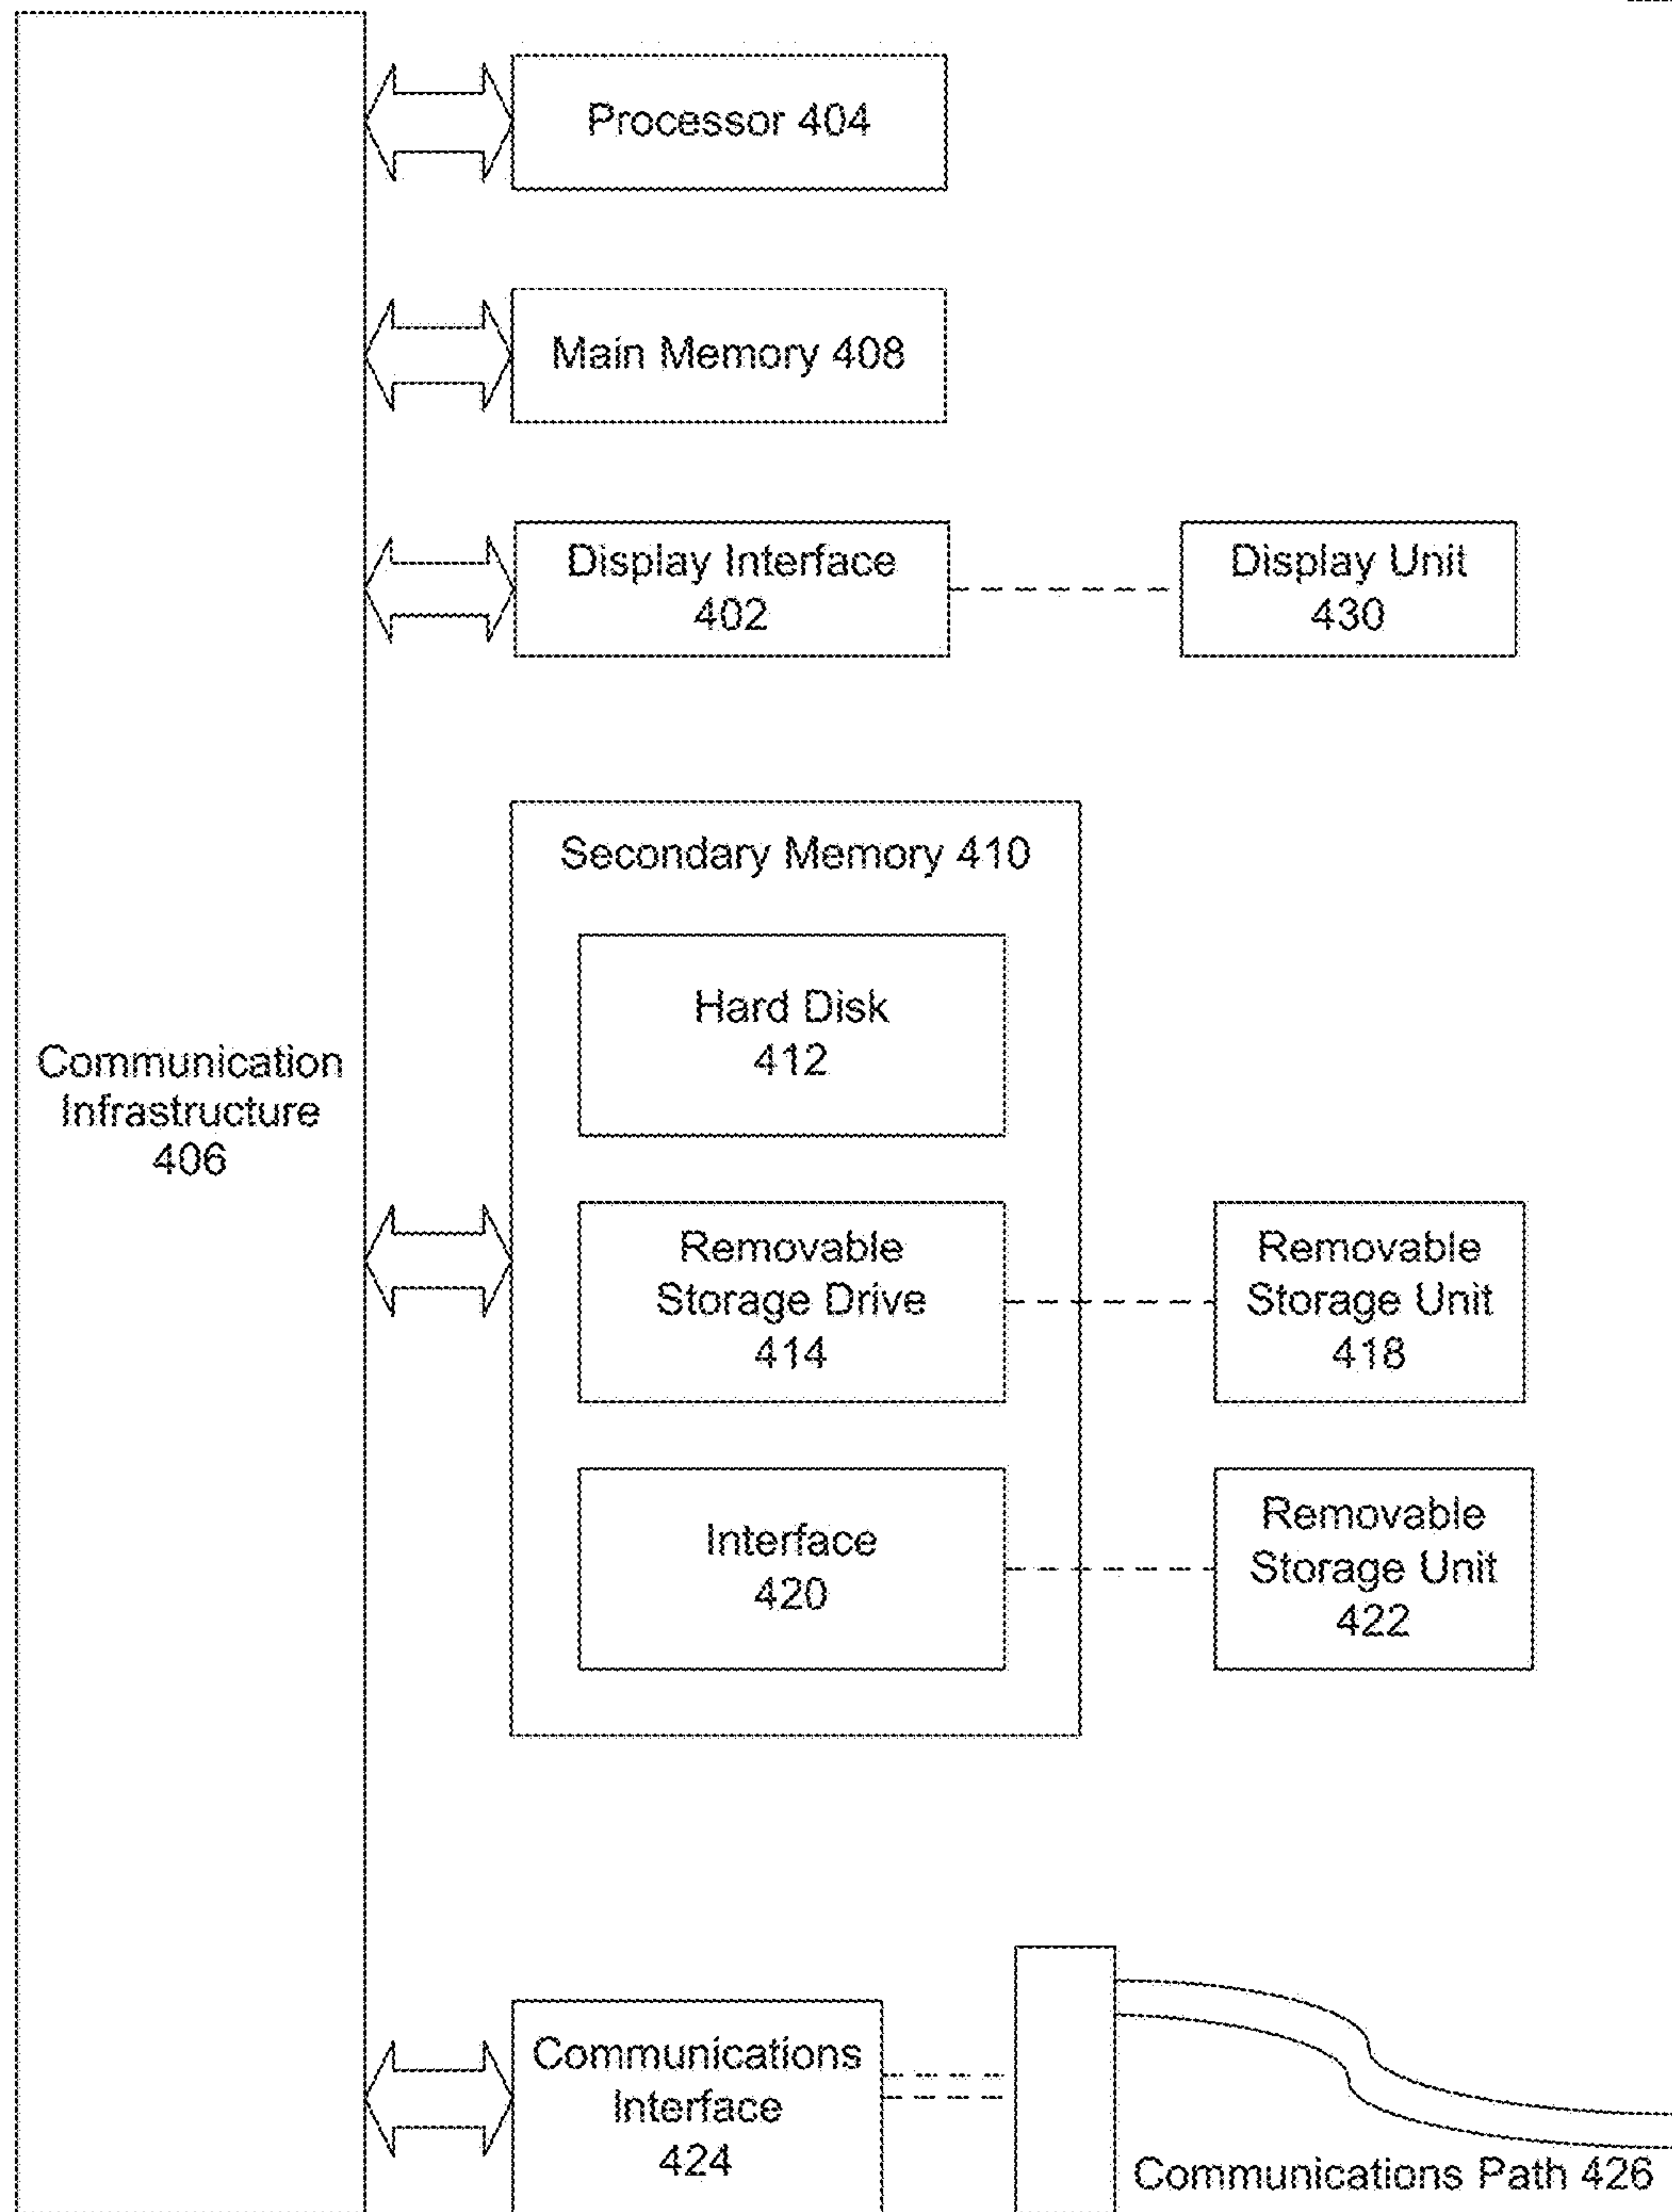 Processor 404
Main Memory 408
Display Interface
402
Display Unit
430
Secondary Memory 410
Hard Disk
412
Communication
Infrastructure
406
Removable
Storage Drive
414
Removable
Storage Unit
418
Interface
420
Removable
Storage Unit
422
Communications
Interface
424
Communications Path 426